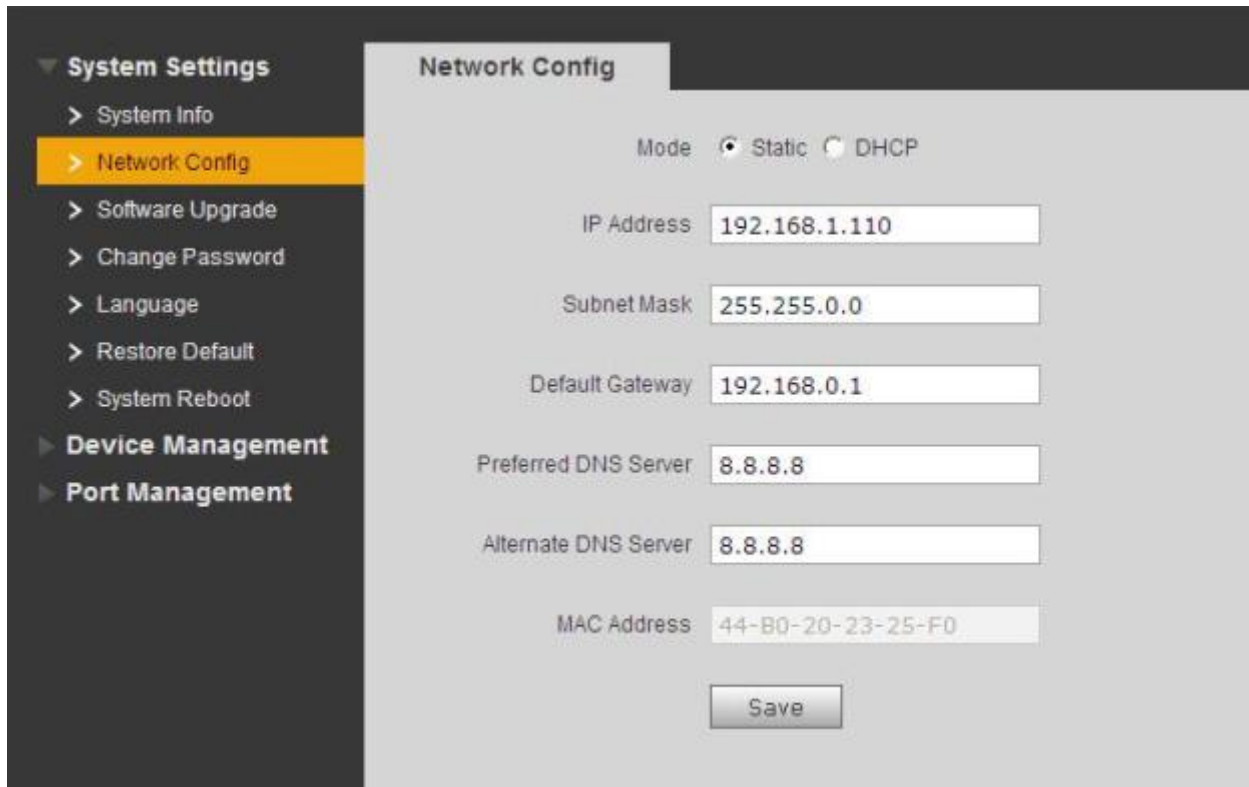 System Settings
System Info
Network Config
Software Upgrade
Change Password
Language
Restore Default
System Reboot
Device Management
Port Management
Network Config
Mode Static DHCP
IP Address 192.168.1.110
Subnet Mask 255.255.0.0
Default Gateway 192.168.0.1
Preferred DNS Server 8.8.8.8
Alternate DNS Server 8.8.8.8
MAC Address 44-B0-20-23-25-F0
Save